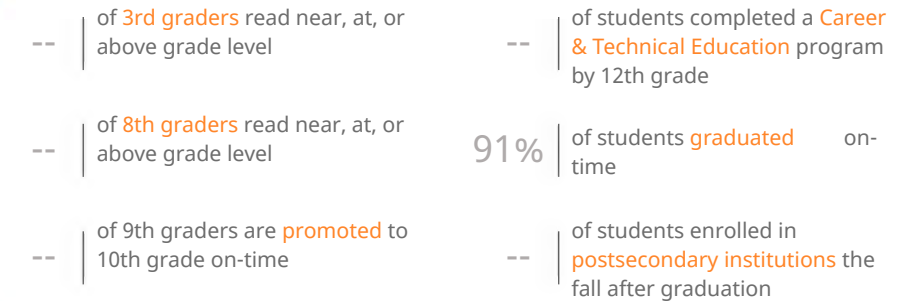 -- of 3rd graders read near, at, or
above grade level
-- of 8th graders read near, at, or
above grade level
-- of 9th graders are promoted to
10th grade on-time
-- of students completed a Career
& Technical Education program
by 12th grade
91% of students graduated on-
time
-- of students enrolled in
postsecondary institutions the
fall after graduation